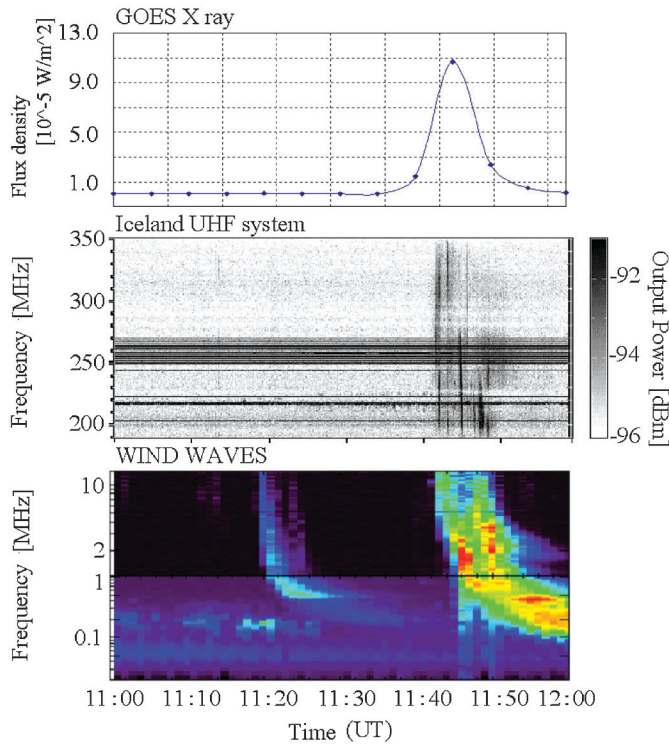 GOES X ray
Flux density
[10^-5 W/m^2]
13.0
9.0
5.0
1.0
Iceland UHF system
Frequency [MHz]
350
300
250
200
Output Power [dBm]
-92
-94
-96
WIND WAVES
Frequency [MHz]
10
2
1
0.1
11:00 11:10 11:20 11:30 11:40 11:50 12:00
Time (UT)